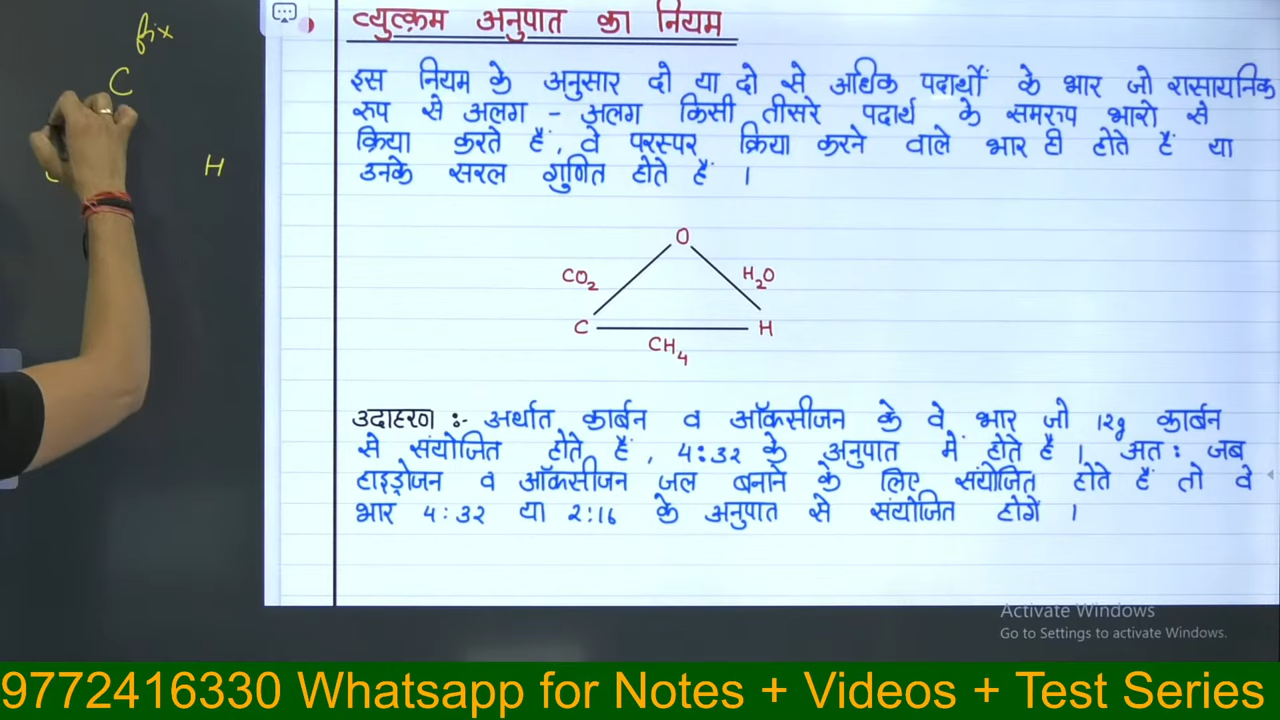 fix
C
H
व्युत्क्रम अनुपात का नियम
इस नियम के अनुसार दो या दो से अधिक पदार्थों के भार जो रासायनिक
रूप से अलग - अलग किसी तीसरे पदार्थ के समरूप भारो से
क्रिया करते हैं, वे परस्पर क्रिया करने वाले भार ही होते हैं या
उनके सरल गुणित होते हैं ।
O
CO2
H2O
C
H
CH4
उदाहरण :- अर्थात कार्बन व ऑकसीजन के वे भार जो 12g कार्बन
से संयोजित होते हैं, 4:32 के अनुपात में होते है । अत: जब
हाइड्रोजन व ऑकसीजन जल बनाने के लिए संयोजित होते हैं तो वे
भार 4:32 या 2:16 के अनुपात से संयोजित होगें ।
Activate Windows
Go to Settings to activate Windows.
9772416330 Whatsapp for Notes + Videos + Test Series